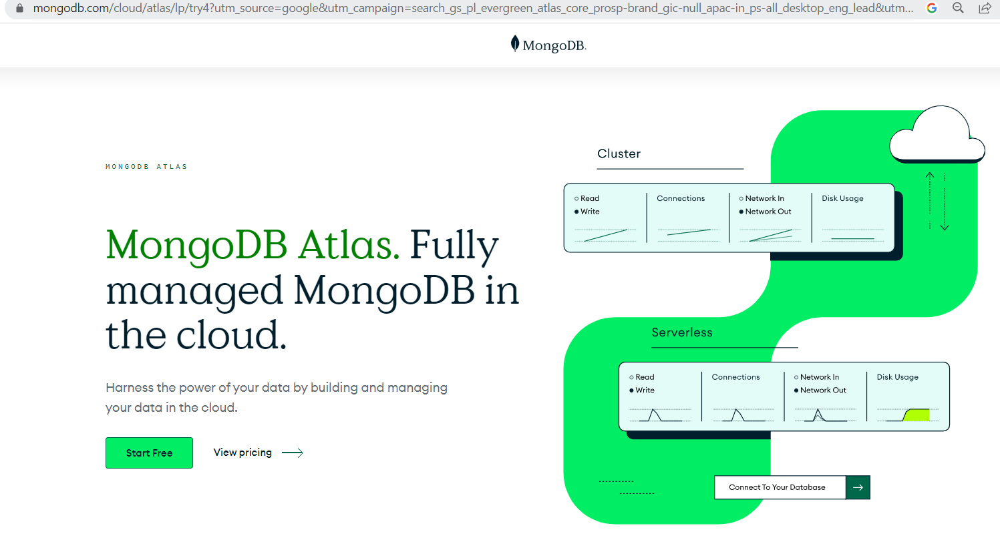 mongodb.com/cloud/atlas/lp/try4?utm_source=google&utm_campaign=search_gs_pl_evergreen_atlas_core_prosp-brand_gic-null_apac-in_ps-all_desktop_eng_lead&utm...
MongoDB.
MONGODB ATLAS
MongoDB Atlas. Fully
managed MongoDB in
the cloud.
Harness the power of your data by building and managing
your data in the cloud.
Start Free
View pricing
Cluster
Read
Write
Connections
Network In
Network Out
Disk Usage
Serverless
Read
Write
Connections
Network In
Network Out
Disk Usage
Connect To Your Database